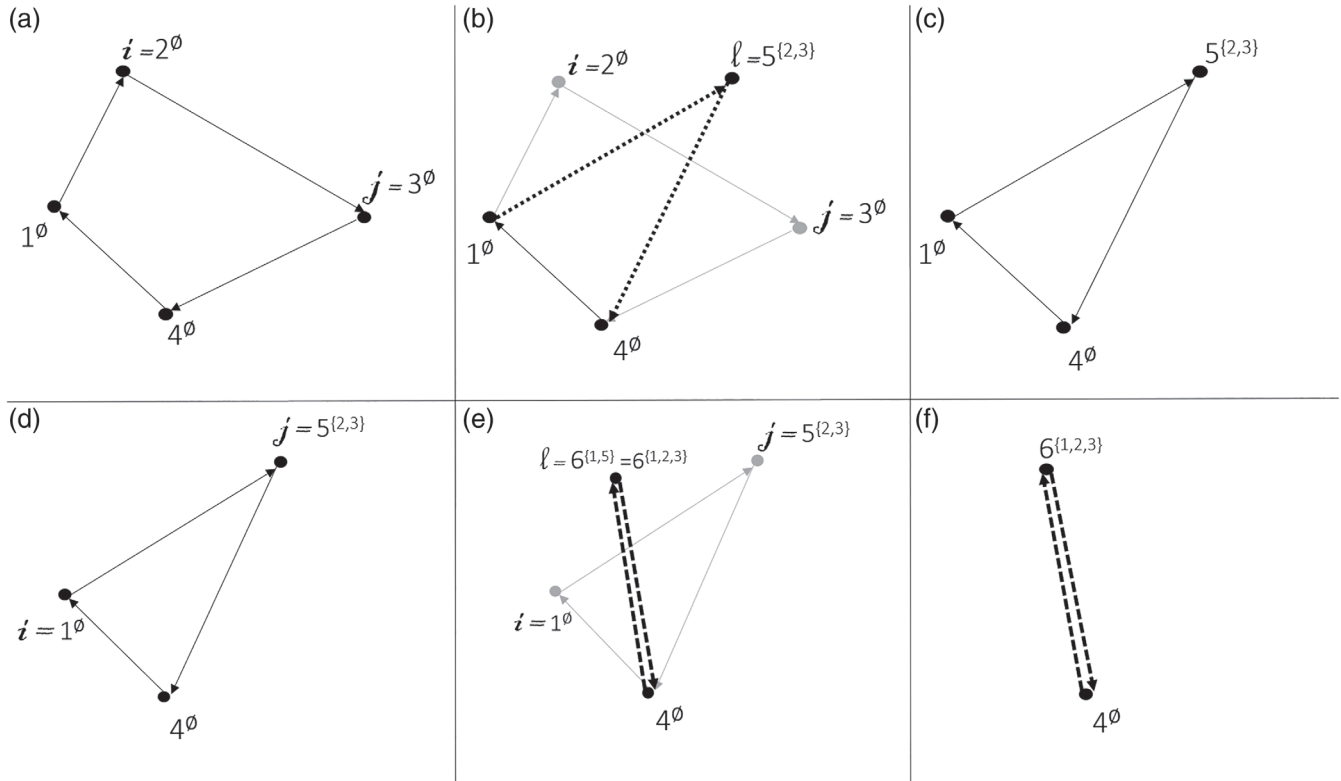 (a)
i = 2^∅
j = 3^∅
1^∅
4^∅
(b)
i = 2^∅
ℓ = 5^{2,3}
j = 3^∅
1^∅
4^∅
(c)
5^{2,3}
1^∅
4^∅
(d)
j = 5^{2,3}
i = 1^∅
4^∅
(e)
j = 5^{2,3}
ℓ = 6^{1,5} = 6^{1,2,3}
i = 1^∅
4^∅
(f)
6^{1,2,3}
4^∅